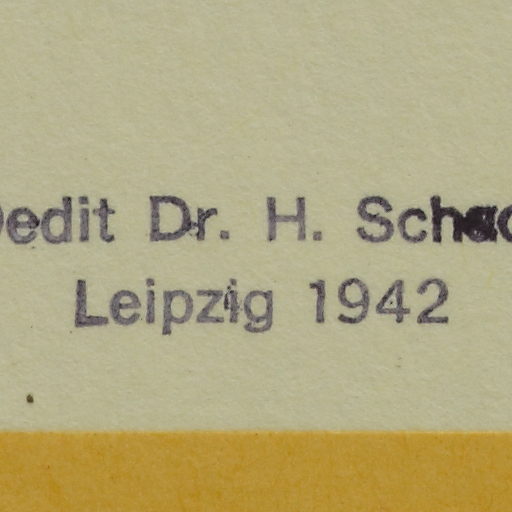 Dedit Dr. H.
Leipzig 1942